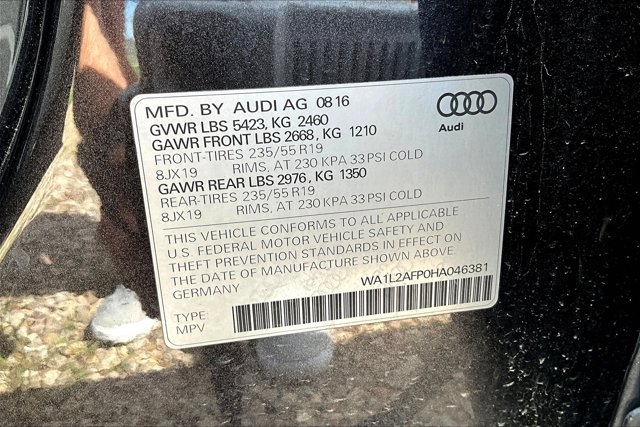 MFD. BY AUDI AG 08 16
GVWR LBS 5423, KG 2460
GAWR FRONT LBS 2668, KG 1210
FRONT-TIRES 235/55 R19
8JX19 RIMS, AT 230 KPA 33 PSI COLD
GAWR REAR LBS 2976, KG 1350
REAR-TIRES 235/55 R19
8JX19 RIMS, AT 230 KPA 33 PSI COLD
Audi
THIS VEHICLE CONFORMS TO ALL APPLICABLE
U.S. FEDERAL MOTOR VEHICLE SAFETY AND
THEFT PREVENTION STANDARDS IN EFFECT ON
THE DATE OF MANUFACTURE SHOWN ABOVE.
GERMANY
WA1L2AFP0HA046381
TYPE:
MPV